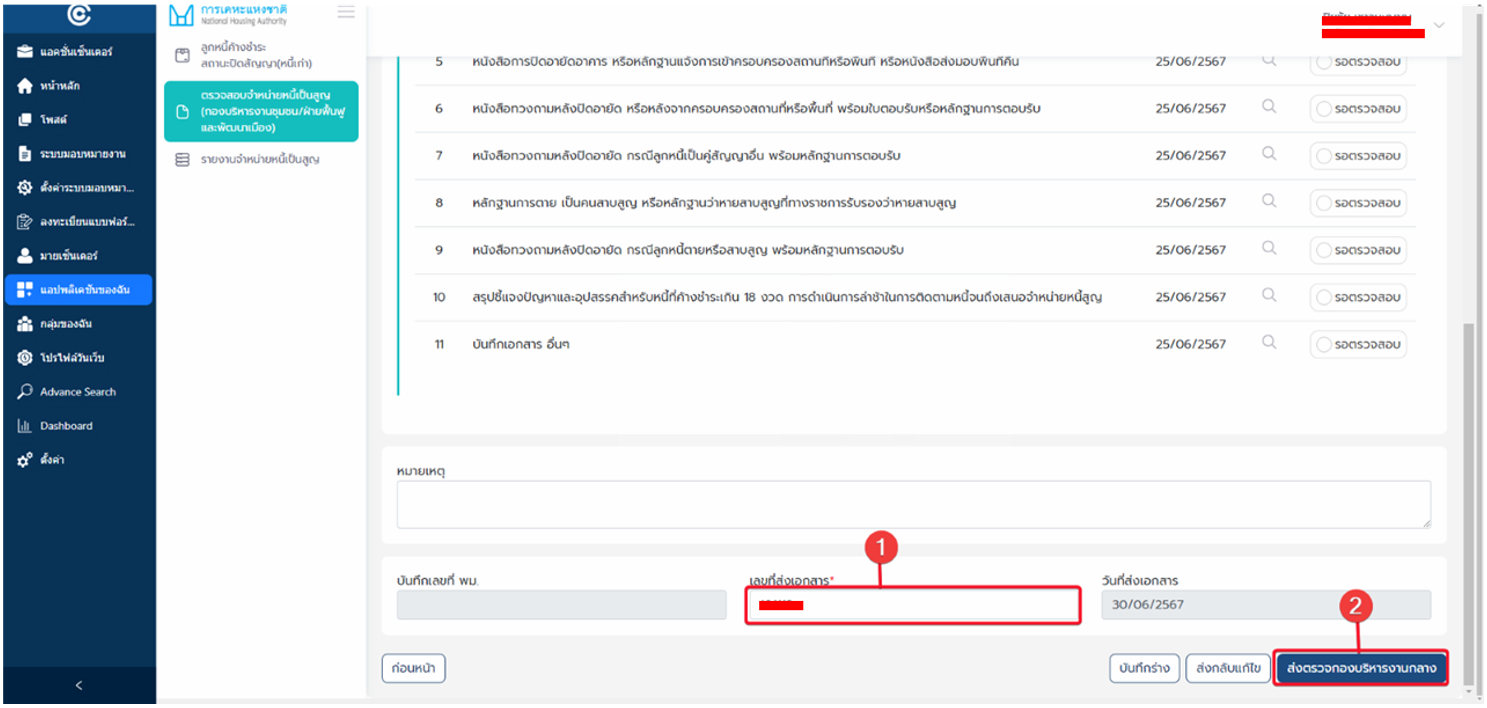 การเคหะแห่งชาติ
National Housing Authority
แอคชั่นเซ็นเตอร์
หน้าหลัก
โพสต์
ระบบมอบหมายงาน
ตั้งค่าระบบมอบหมา...
ลงทะเบียนแบบฟอร์...
มายเซ็นเตอร์
แอปพลิเคชันของฉัน
กลุ่มของฉัน
โปรไฟล์วันเว็บ
Advance Search
Dashboard
ตั้งค่า
<
ลูกหนี้ค้างชำระ
สถานะปิดสัญญา(หนี้เก่า)
ตรวจสอบจำหน่ายหนี้เป็นสูญ
(กองบริหารงานชุมชน/ฝ่ายฟื้นฟู
และพัฒนาเมือง)
รายงานจำหน่ายหนี้เป็นสูญ
5 หนังสือการปิดอายัดอาคาร หรือหลักฐานแจ้งการเข้าครอบครองสถานที่หรือพื้นที่ หรือหนังสือส่งมอบพื้นที่คืน 25/06/2567 รอตรวจสอบ
6 หนังสือทวงถามหลังปิดอายัด หรือหลังจากครอบครองสถานที่หรือพื้นที่ พร้อมใบตอบรับหรือหลักฐานการตอบรับ 25/06/2567 รอตรวจสอบ
7 หนังสือทวงถามหลังปิดอายัด กรณีลูกหนี้เป็นคู่สัญญาอื่น พร้อมหลักฐานการตอบรับ 25/06/2567 รอตรวจสอบ
8 หลักฐานการตาย เป็นคนสาบสูญ หรือหลักฐานว่าหายสาบสูญที่ทางราชการรับรองว่าหายสาบสูญ 25/06/2567 รอตรวจสอบ
9 หนังสือทวงถามหลังปิดอายัด กรณีลูกหนี้ตายหรือสาบสูญ พร้อมหลักฐานการตอบรับ 25/06/2567 รอตรวจสอบ
10 สรุปชี้แจงปัญหาและอุปสรรคสำหรับหนี้ที่ค้างชำระเกิน 18 งวด การดำเนินการล่าช้าในการติดตามหนี้จนถึงเสนอจำหน่ายหนี้สูญ 25/06/2567 รอตรวจสอบ
11 บันทึกเอกสาร อื่นๆ 25/06/2567 รอตรวจสอบ
หมายเหตุ
1
บันทึกเลขที่ พม. เลขที่ส่งเอกสาร* วันที่ส่งเอกสาร
30/06/2567
2
ก่อนหน้า บันทึกร่าง ส่งกลับแก้ไข ส่งตรวจกองบริหารงานกลาง